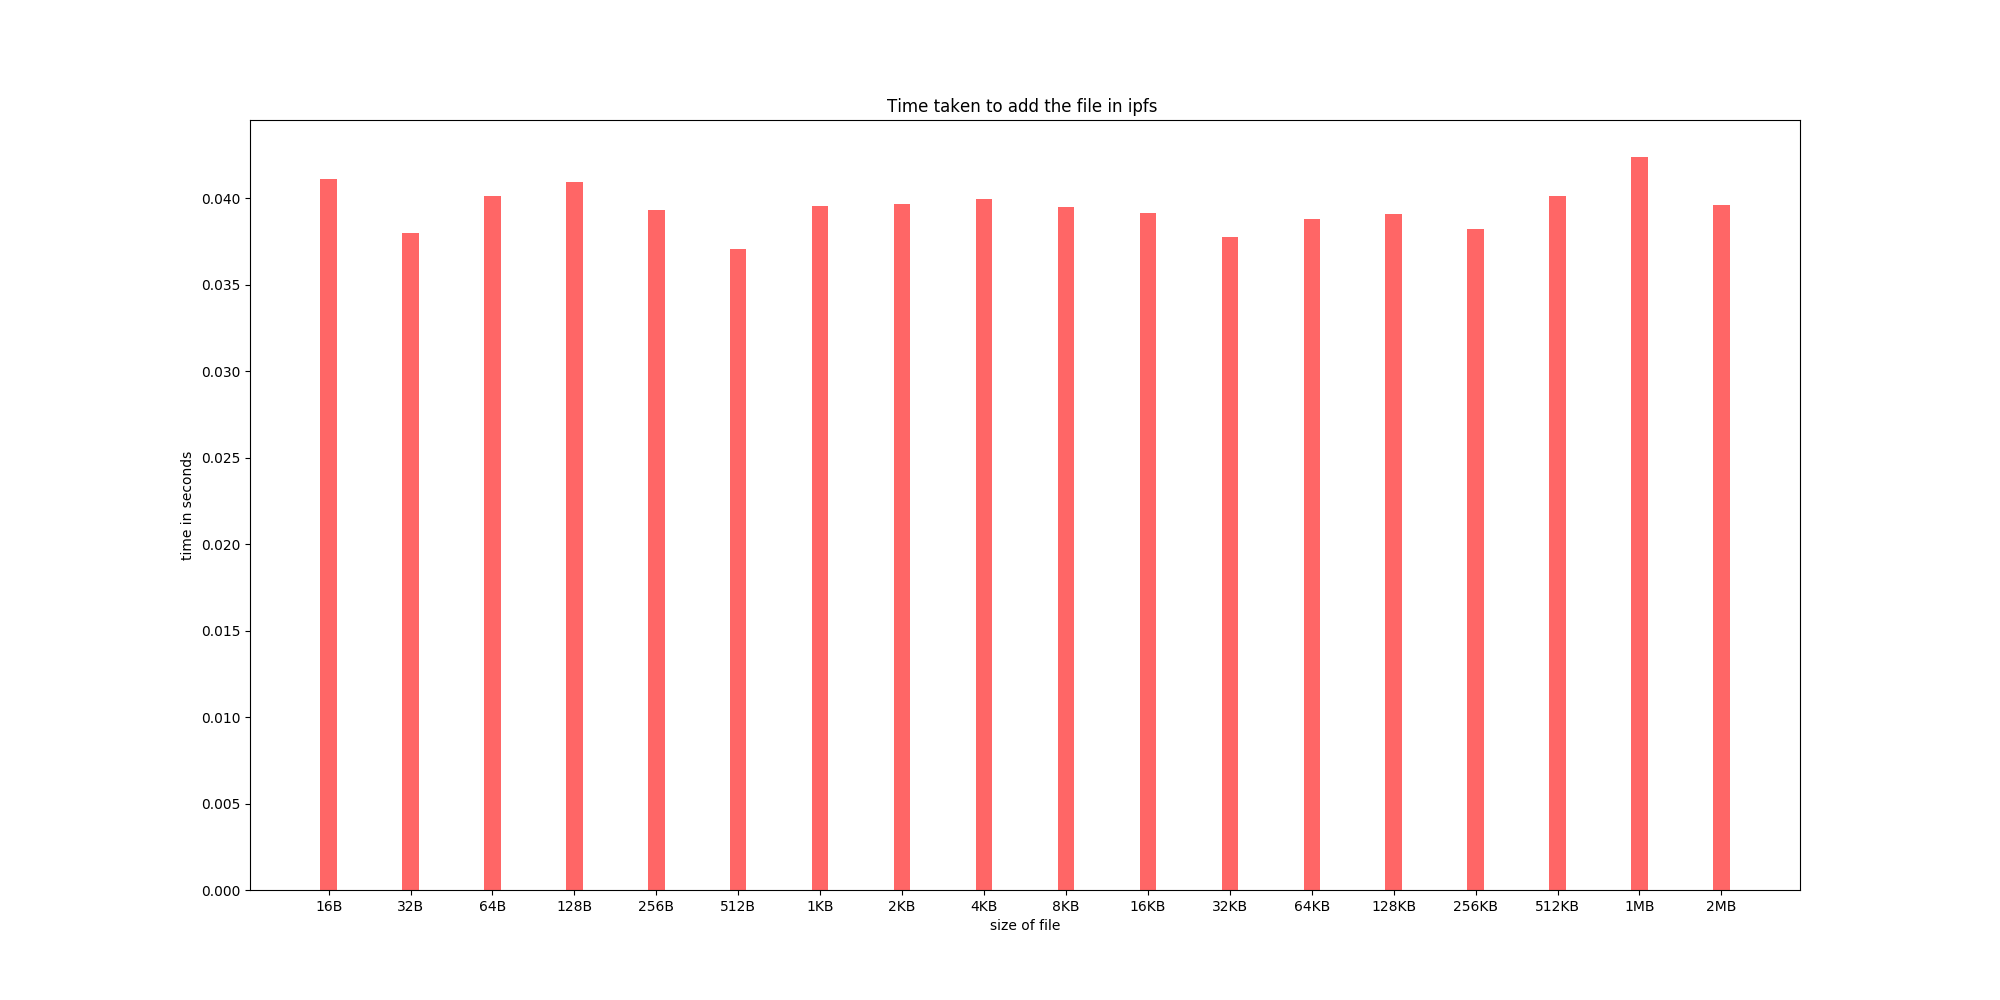 Time taken to add the file in ipfs
time in seconds
0.040
0.035
0.030
0.025
0.020
0.015
0.010
0.005
0.000
16B 32B 64B 128B 256B 512B 1KB 2KB 4KB 8KB 16KB 32KB 64KB 128KB 256KB 512KB 1MB 2MB
size of file